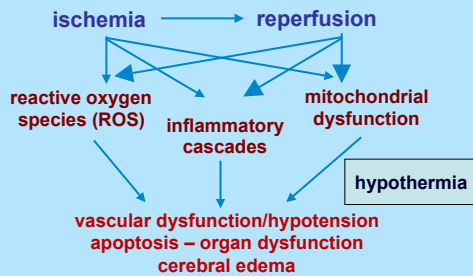 ischemia
reperfusion
reactive oxygen
species (ROS)
inflammatory
cascades
mitochondrial
dysfunction
hypothermia
vascular dysfunction/hypotension
apoptosis – organ dysfunction
cerebral edema